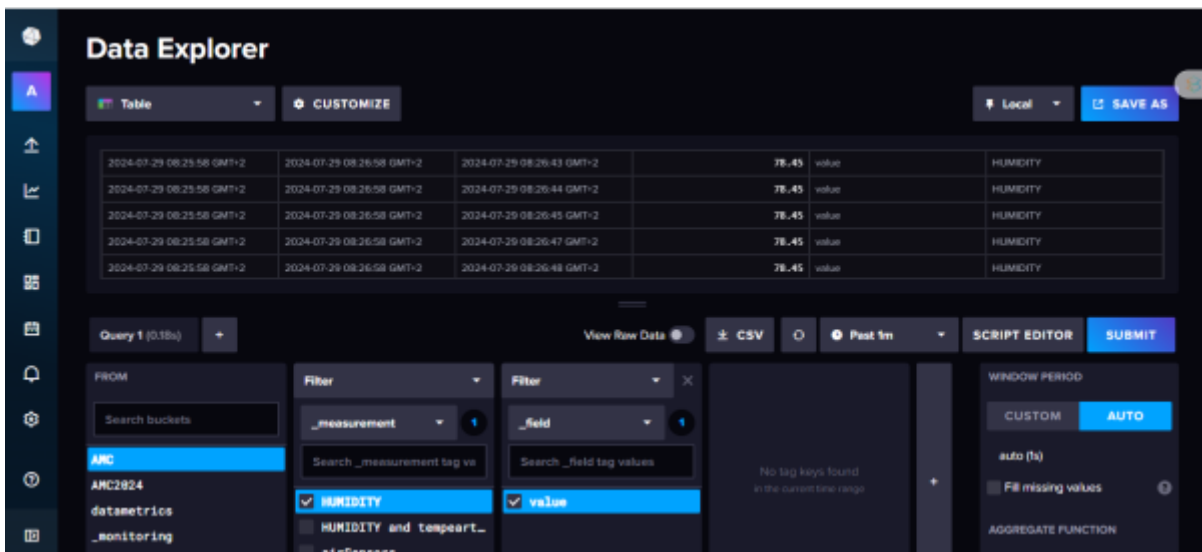 Data Explorer
A
Table
CUSTOMIZE
Local
SAVE AS
2024-07-29 08:25:58 GMT+2 2024-07-29 08:26:58 GMT+2 2024-07-29 08:26:43 GMT+2 78.45 value HUMIDITY
2024-07-29 08:25:58 GMT+2 2024-07-29 08:26:58 GMT+2 2024-07-29 08:26:44 GMT+2 78.45 value HUMIDITY
2024-07-29 08:25:58 GMT+2 2024-07-29 08:26:58 GMT+2 2024-07-29 08:26:45 GMT+2 78.45 value HUMIDITY
2024-07-29 08:25:58 GMT+2 2024-07-29 08:26:58 GMT+2 2024-07-29 08:26:47 GMT+2 78.45 value HUMIDITY
2024-07-29 08:25:58 GMT+2 2024-07-29 08:26:58 GMT+2 2024-07-29 08:26:48 GMT+2 78.45 value HUMIDITY
Query 1 (0.18s) +
View Raw Data
CSV
Past 1m
SCRIPT EDITOR
SUBMIT
FROM
Search buckets
AMC
AMC2024
datametrics
_monitoring
Filter
_measurement 1
Search _measurement tag va
HUMIDITY
HUMIDITY and tempeart…
Filter
_field 1
Search _field tag values
value
No tag keys found
in the current time range
+
WINDOW PERIOD
CUSTOM AUTO
auto (1s)
Fill missing values
AGGREGATE FUNCTION